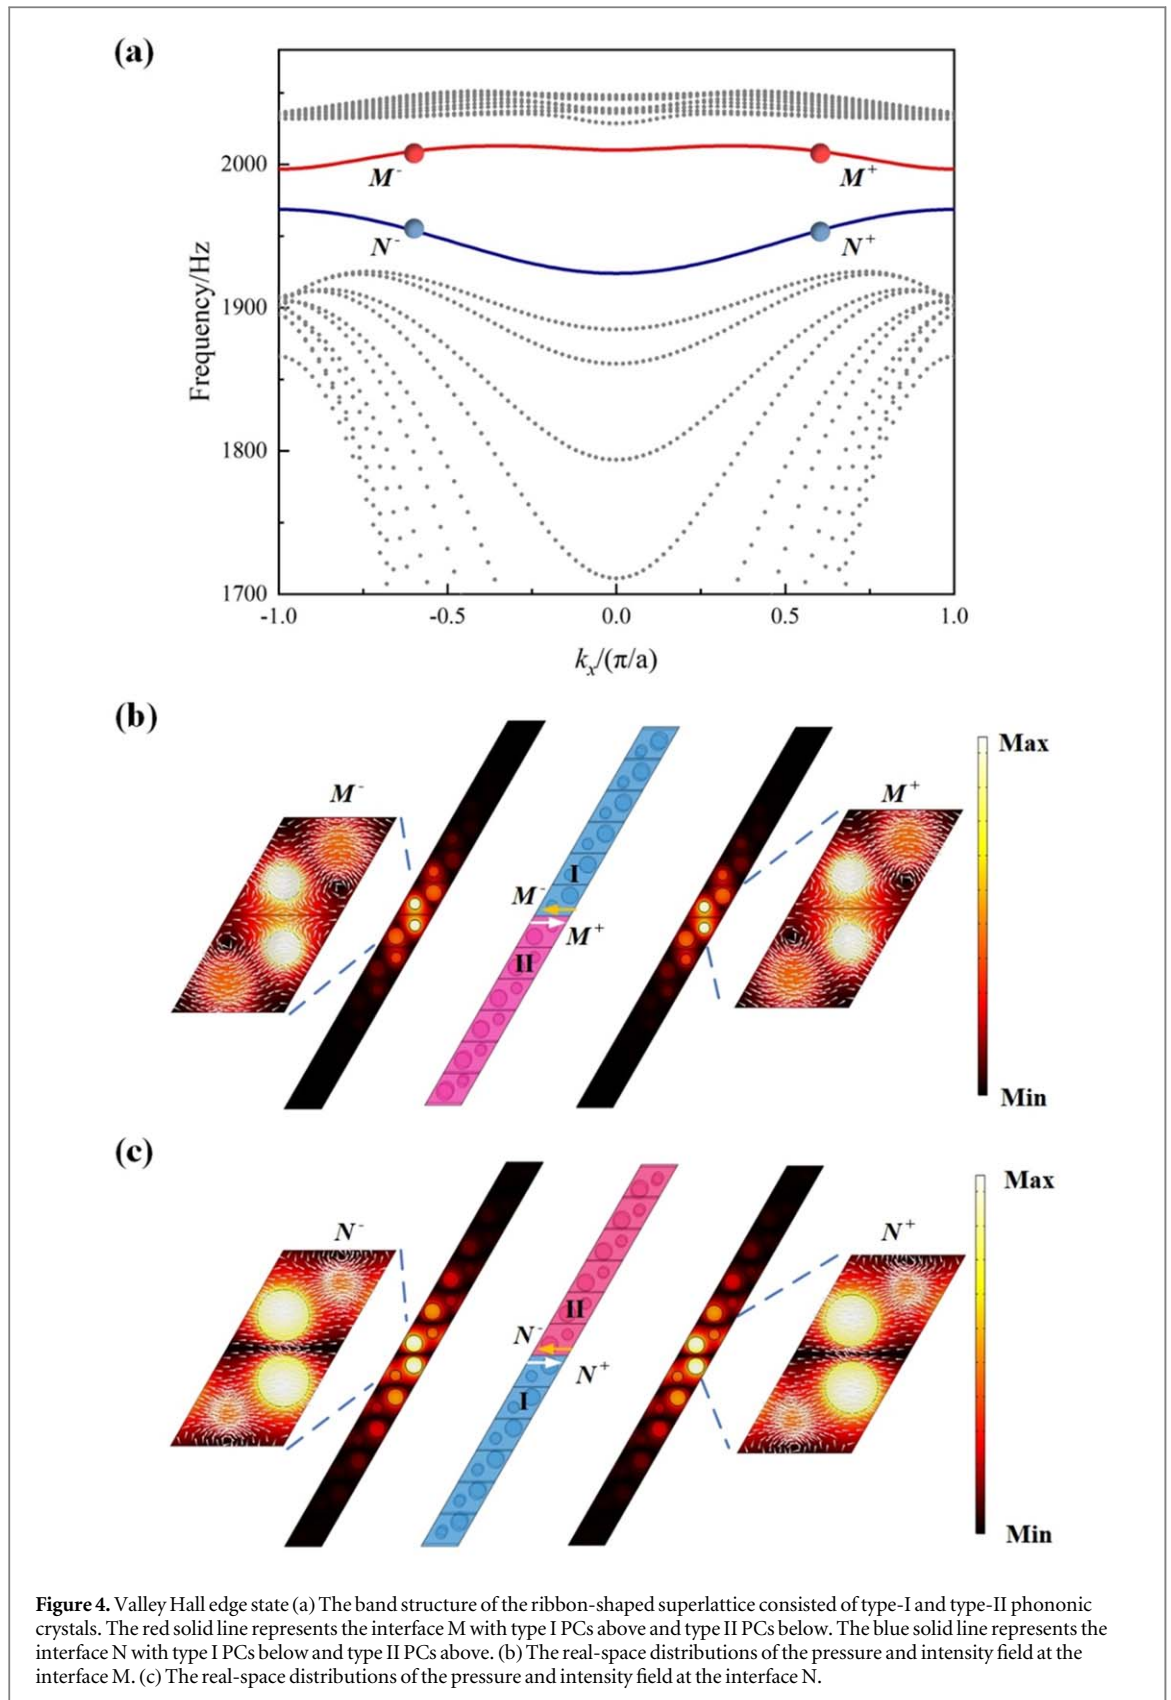 (a)
2000
1900
1800
1700
Frequency/Hz
M-
M+
N-
N+
-1.0
-0.5
0.0
0.5
1.0
kx/(π/a)
(b)
M-
M+
I
M-
M+
II
Max
Min
(c)
N-
N+
II
N-
N+
I
Max
Min
Figure 4. Valley Hall edge state (a) The band structure of the ribbon-shaped superlattice consisted of type-I and type-II phononic
crystals. The red solid line represents the interface M with type I PCs above and type II PCs below. The blue solid line represents the
interface N with type I PCs below and type II PCs above. (b) The real-space distributions of the pressure and intensity field at the
interface M. (c) The real-space distributions of the pressure and intensity field at the interface N.